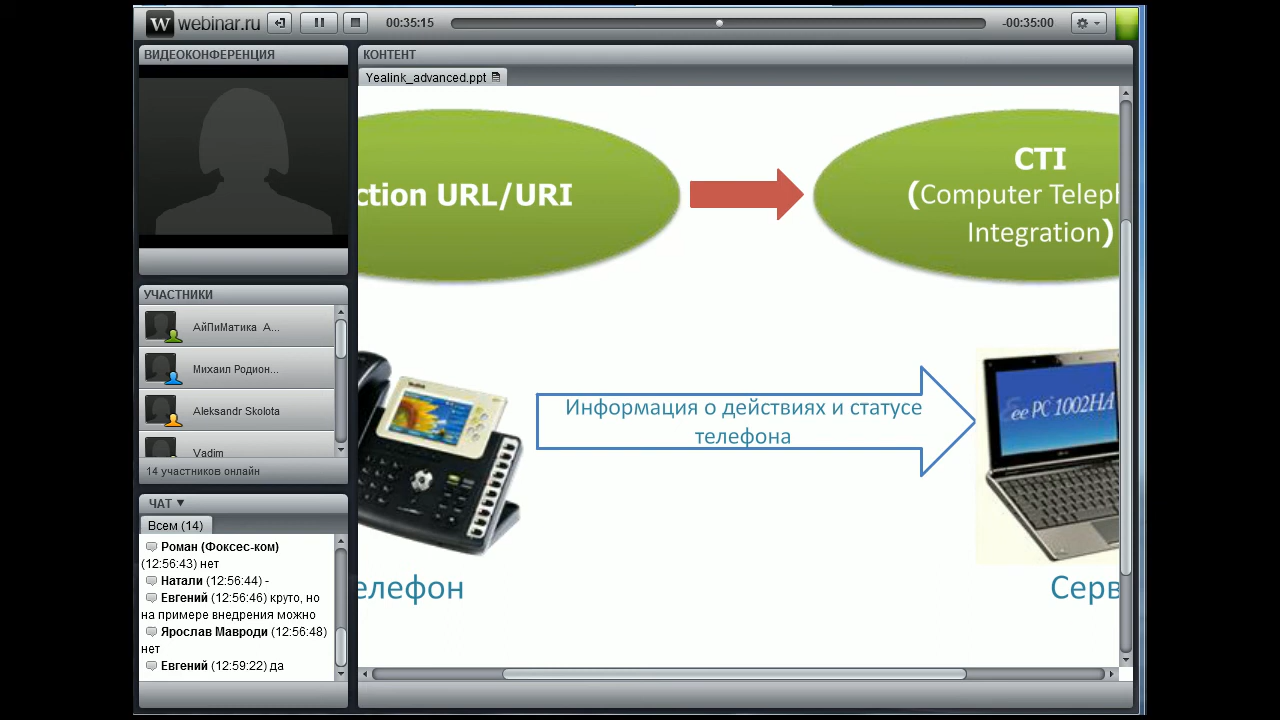 W webinar.ru
00:35:15
-00:35:00
ВИДЕОКОНФЕРЕНЦИЯ
УЧАСТНИКИ
АйПиМатика А...
Михаил Родион...
Aleksandr Skolota
Vadim
14 участников онлайн
ЧАТ
Всем (14)
Роман (Фоксес-ком)
(12:56:43) нет
Натали (12:56:44) -
Евгений (12:56:46) круто, но
на примере внедрения можно
Ярослав Мавроди (12:56:48)
нет
Евгений (12:59:22) да
КОНТЕНТ
Yealink_advanced.ppt
ction URL/URI
CTI
(Computer Teleph
Integration)
Информация о действиях и статусе
телефона
Yealink
ee PC 1002HA
елефон
Серв